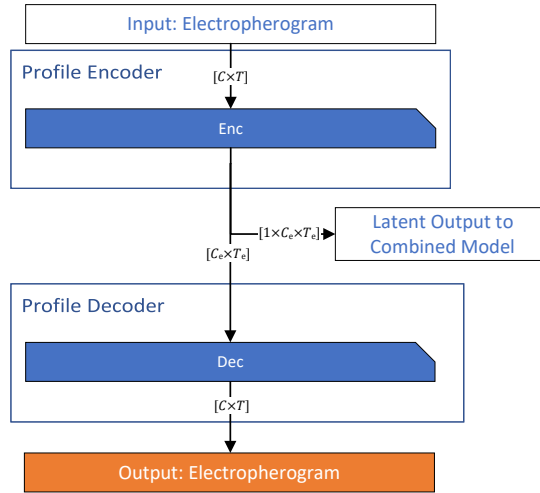 Input: Electropherogram
Profile Encoder
[C×T]
Enc
[1×Cₑ×Tₑ]
Latent Output to
Combined Model
[Cₑ×Tₑ]
Profile Decoder
Dec
[C×T]
Output: Electropherogram